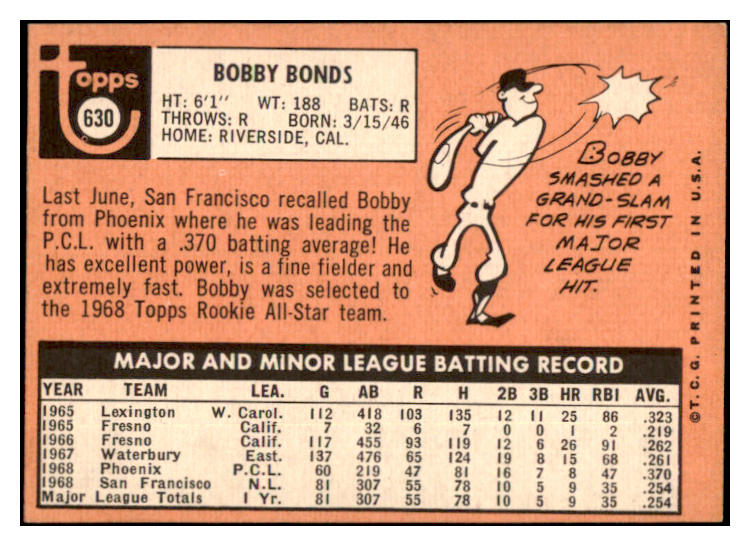 topps
630
BOBBY BONDS
HT: 6'1" WT: 188 BATS: R
THROWS: R BORN: 3/15/46
HOME: RIVERSIDE, CAL.
Last June, San Francisco recalled Bobby
from Phoenix where he was leading the
P.C.L. with a .370 batting average! He
has excellent power, is a fine fielder and
extremely fast. Bobby was selected to
the 1968 Topps Rookie All-Star team.
BOBBY
SMASHED A
GRAND-SLAM
FOR HIS FIRST
MAJOR
LEAGUE
HIT.
©T.C.G. PRINTED IN U.S.A.
MAJOR AND MINOR LEAGUE BATTING RECORD
YEAR TEAM LEA. G AB R H 2B 3B HR RBI AVG.
1965 Lexington W. Carol. 112 418 103 135 12 11 25 86 .323
1965 Fresno Calif. 7 32 6 7 0 0 1 2 .219
1966 Fresno Calif. 117 455 93 119 12 6 26 91 .262
1967 Waterbury East. 137 476 65 124 19 8 15 68 .261
1968 Phoenix P.C.L. 60 219 47 81 16 7 8 47 .370
1968 San Francisco N.L. 81 307 55 78 10 5 9 35 .254
Major League Totals 1 Yr. 81 307 55 78 10 5 9 35 .254